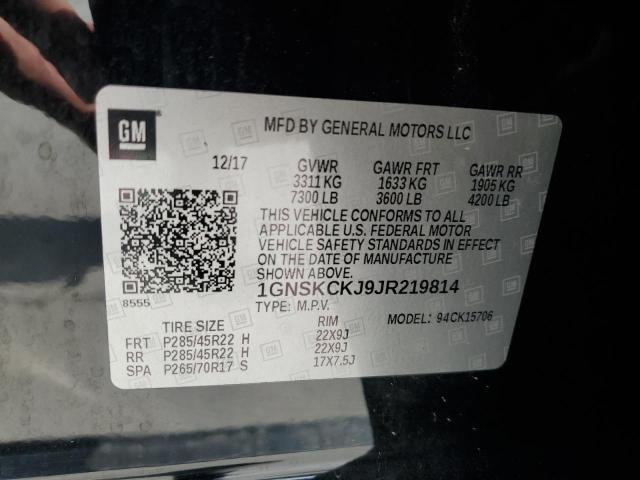 GM
MFD BY GENERAL MOTORS LLC
12/17 GVWR GAWR FRT GAWR RR
3311 KG 1633 KG 1905 KG
7300 LB 3600 LB 4200 LB
THIS VEHICLE CONFORMS TO ALL
APPLICABLE U.S. FEDERAL MOTOR
VEHICLE SAFETY STANDARDS IN EFFECT
ON THE DATE OF MANUFACTURE
SHOWN ABOVE.
8555 1GNSKCKJ9JR219814
TYPE: M.P.V. MODEL: 94CK15706
TIRE SIZE RIM
FRT P285/45R22 H 22X9J
RR P285/45R22 H 22X9J
SPA P265/70R17 S 17X7.5J